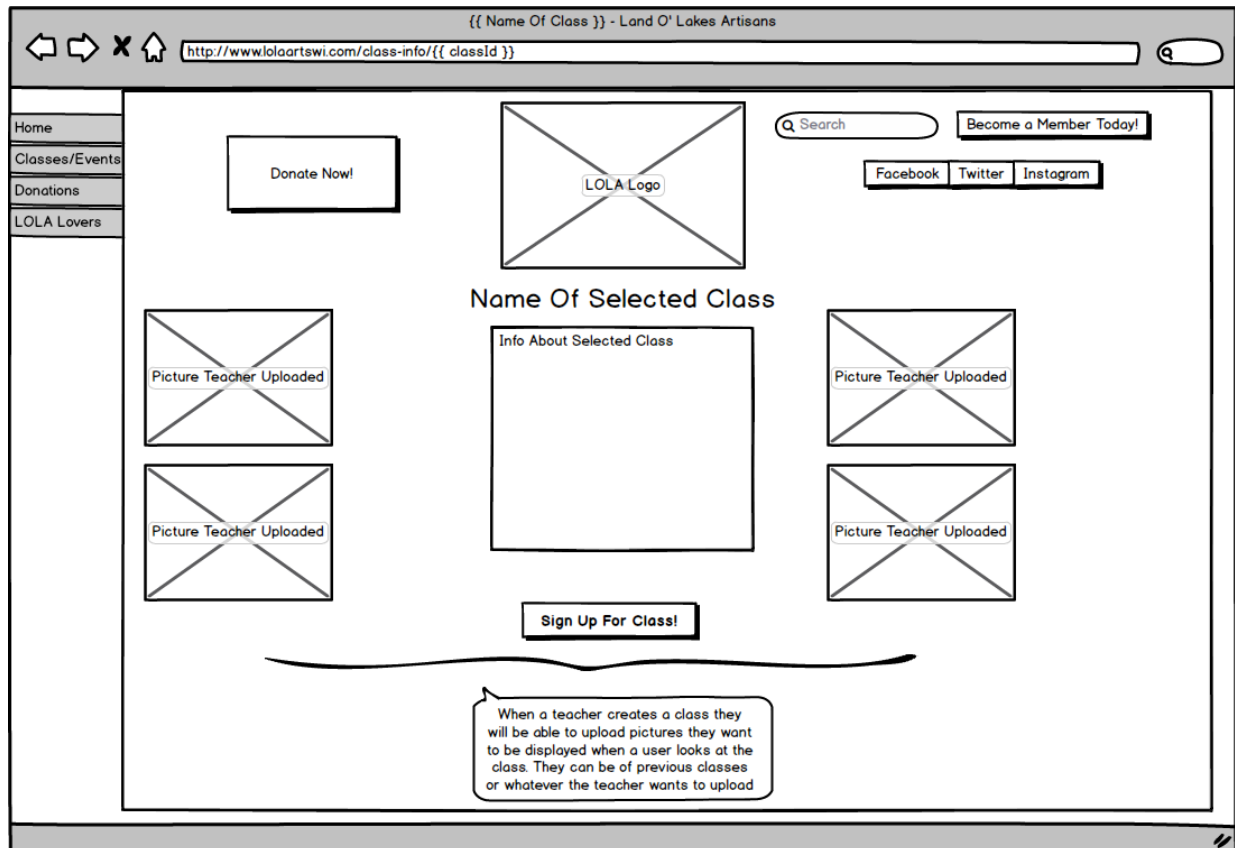 {{ Name Of Class }} - Land O' Lakes Artisans
http://www.lolaartswi.com/class-info/{{ classId }}
Home
Classes/Events
Donations
LOLA Lovers
Donate Now!
LOLA Logo
Search
Become a Member Today!
Facebook Twitter Instagram
Name Of Selected Class
Info About Selected Class
Picture Teacher Uploaded
Picture Teacher Uploaded
Picture Teacher Uploaded
Picture Teacher Uploaded
Sign Up For Class!
When a teacher creates a class they
will be able to upload pictures they want
to be displayed when a user looks at the
class. They can be of previous classes
or whatever the teacher wants to upload